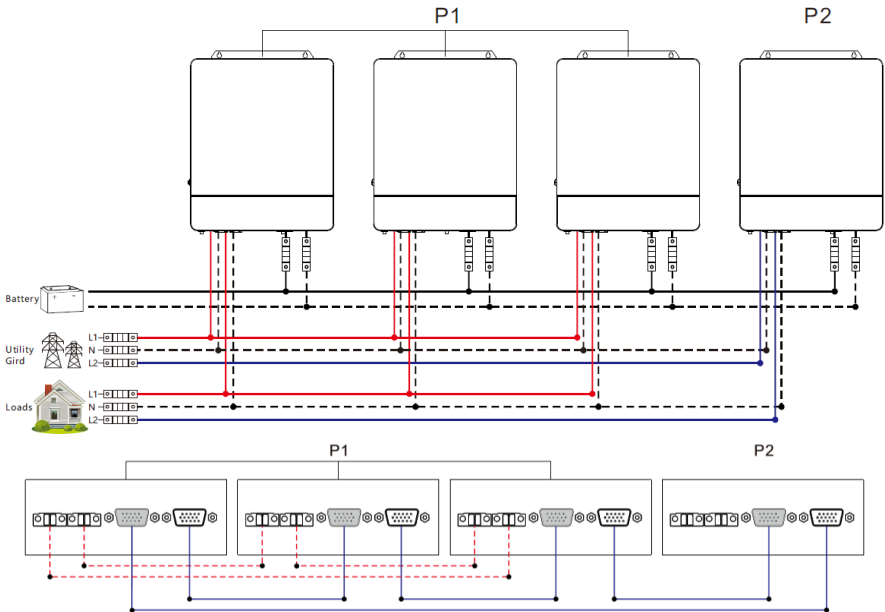 P1 P2
Battery
Utility
Gird
L1
N
L2
Loads
L1
N
L2
P1 P2